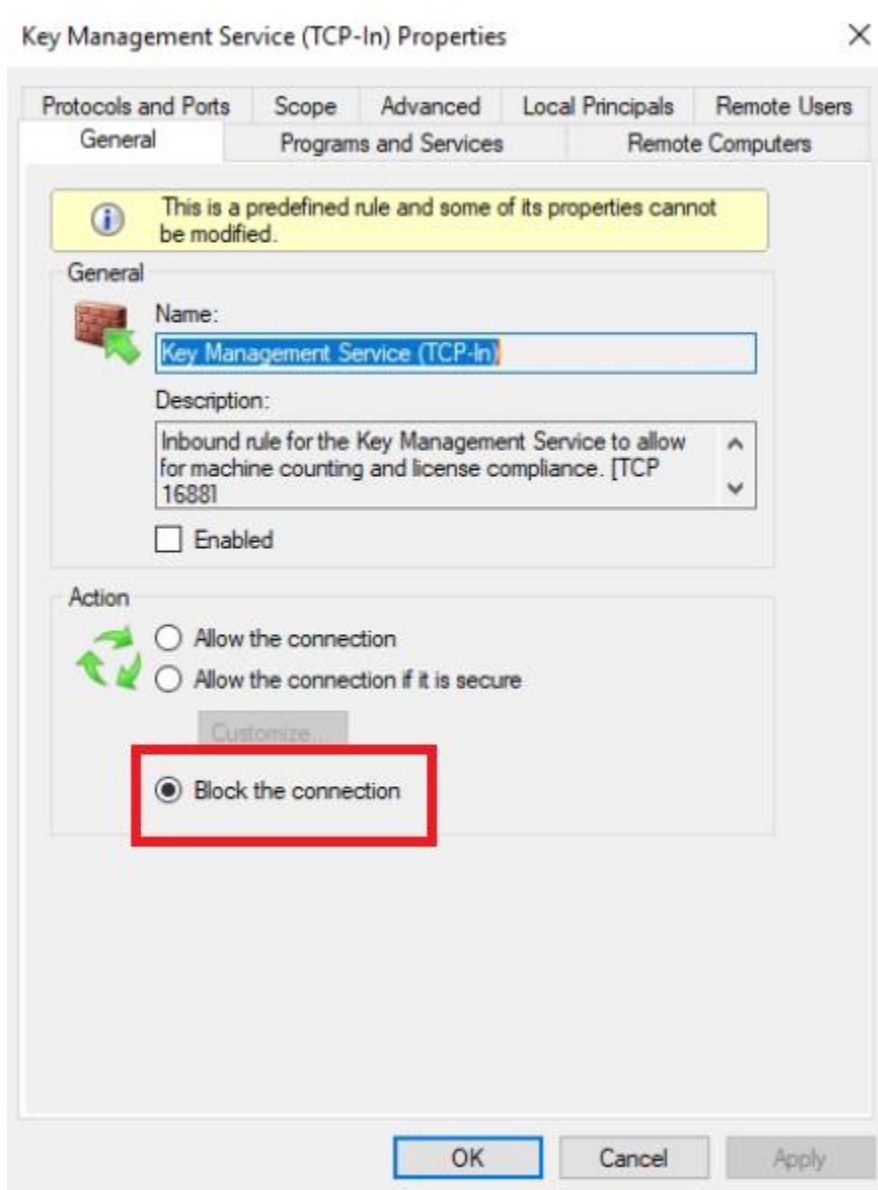 Key Management Service (TCP-In) Properties
Protocols and Ports Scope Advanced Local Principals Remote Users
General Programs and Services Remote Computers
This is a predefined rule and some of its properties cannot
be modified.
General
Name:
Key Management Service (TCP-In)
Description:
Inbound rule for the Key Management Service to allow
for machine counting and license compliance. [TCP
1688]
Enabled
Action
Allow the connection
Allow the connection if it is secure
Customize...
Block the connection
OK Cancel Apply